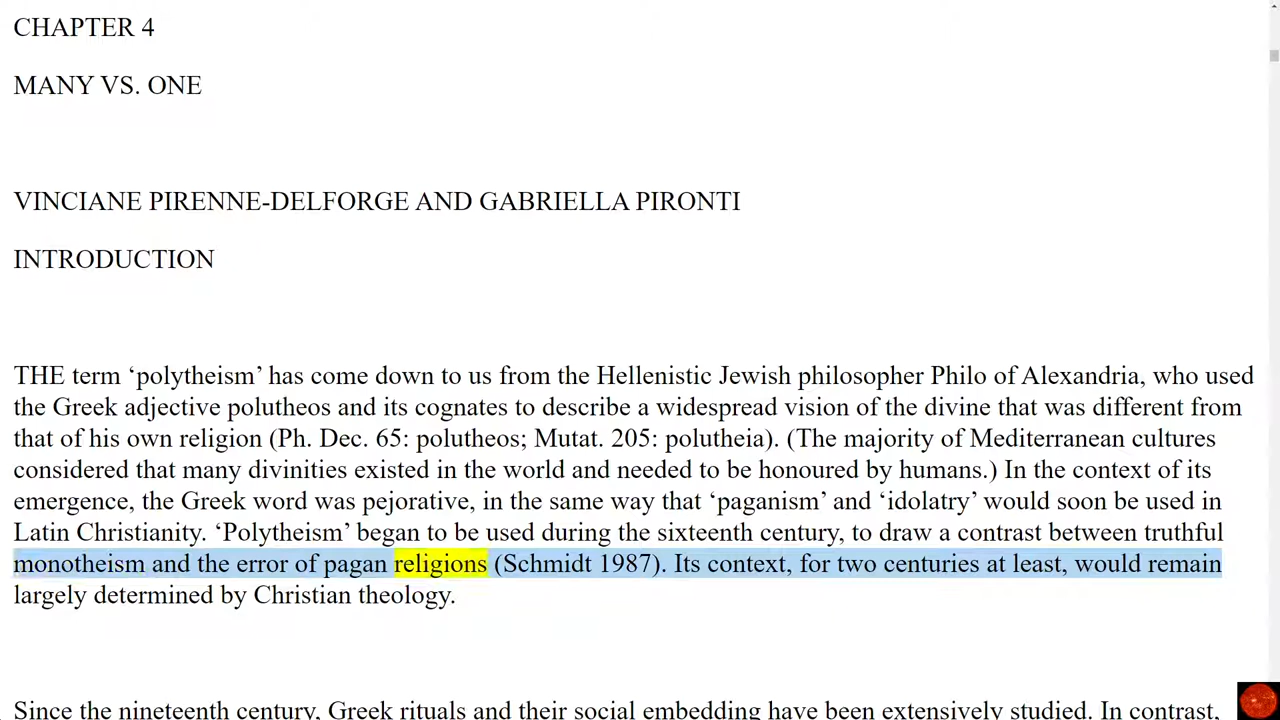 CHAPTER 4
MANY VS. ONE
VINCIANE PIRENNE-DELFORGE AND GABRIELLA PIRONTI
INTRODUCTION
THE term ‘polytheism’ has come down to us from the Hellenistic Jewish philosopher Philo of Alexandria, who used
the Greek adjective polutheos and its cognates to describe a widespread vision of the divine that was different from
that of his own religion (Ph. Dec. 65: polutheos; Mutat. 205: polutheia). (The majority of Mediterranean cultures
considered that many divinities existed in the world and needed to be honoured by humans.) In the context of its
emergence, the Greek word was pejorative, in the same way that ‘paganism’ and ‘idolatry’ would soon be used in
Latin Christianity. ‘Polytheism’ began to be used during the sixteenth century, to draw a contrast between truthful
monotheism and the error of pagan religions (Schmidt 1987). Its context, for two centuries at least, would remain
largely determined by Christian theology.
Since the nineteenth century, Greek rituals and their social embedding have been extensively studied. In contrast,